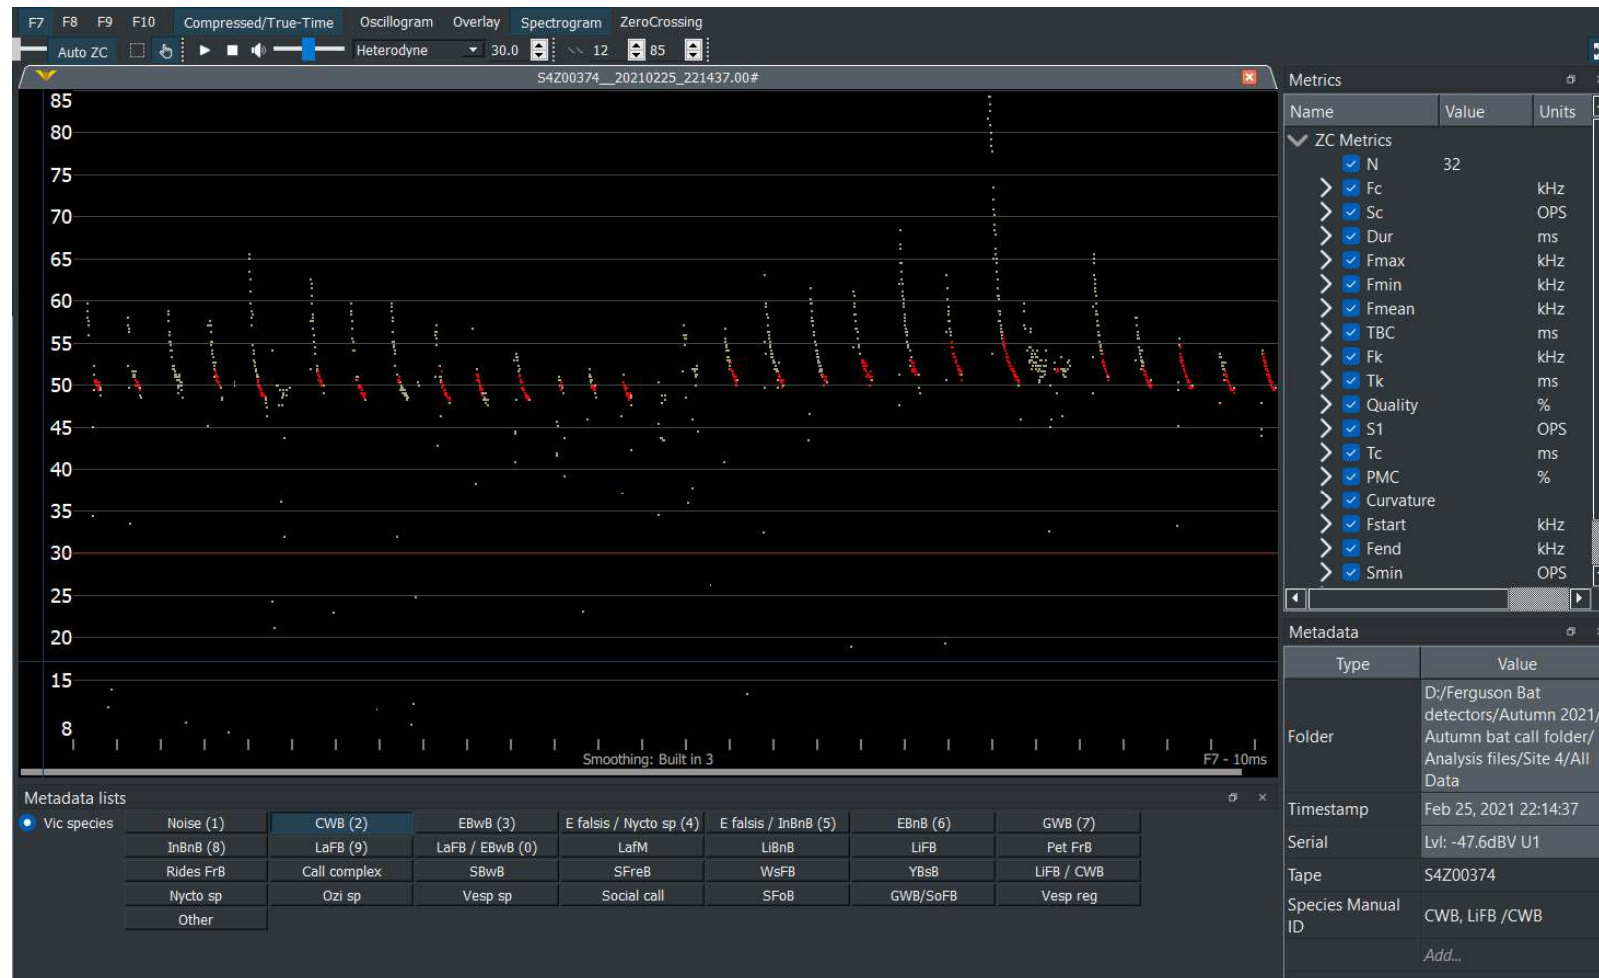 F7 F8 F9 F10 Compressed/True-Time Oscillogram Overlay Spectrogram ZeroCrossing
Auto ZC Heterodyne 30.0 12 85
S4Z00374__20210225_221437.00#
85
80
75
70
65
60
55
50
45
40
35
30
25
20
15
8
Smoothing: Built in 3
F7 - 10ms
Metrics
Name Value Units
ZC Metrics
N 32
Fc kHz
Sc OPS
Dur ms
Fmax kHz
Fmin kHz
Fmean kHz
TBC ms
Fk kHz
Tk ms
Quality %
S1 OPS
Tc ms
PMC %
Curvature
Fstart kHz
Fend kHz
Smin OPS
Metadata
Type Value
Folder
D:/Ferguson Bat
detectors/Autumn 2021/
Autumn bat call folder/
Analysis files/Site 4/All
Data
Timestamp Feb 25, 2021 22:14:37
Serial Lvl: -47.6dBV U1
Tape S4Z00374
Species Manual
ID
CWB, LiFB /CWB
Add...
Metadata lists
Vic species Noise (1) CWB (2) EBwB (3) E falsis / Nycto sp (4) E falsis / InBnB (5) EBnB (6) GWB (7)
InBnB (8) LaFB (9) LaFB / EBwB (0) LafM LiBnB LiFB Pet FrB
Rides FrB Call complex SBwB SFreB WsFB YBsB LiFB / CWB
Nycto sp Ozi sp Vesp sp Social call SFoB GWB/SoFB Vesp reg
Other